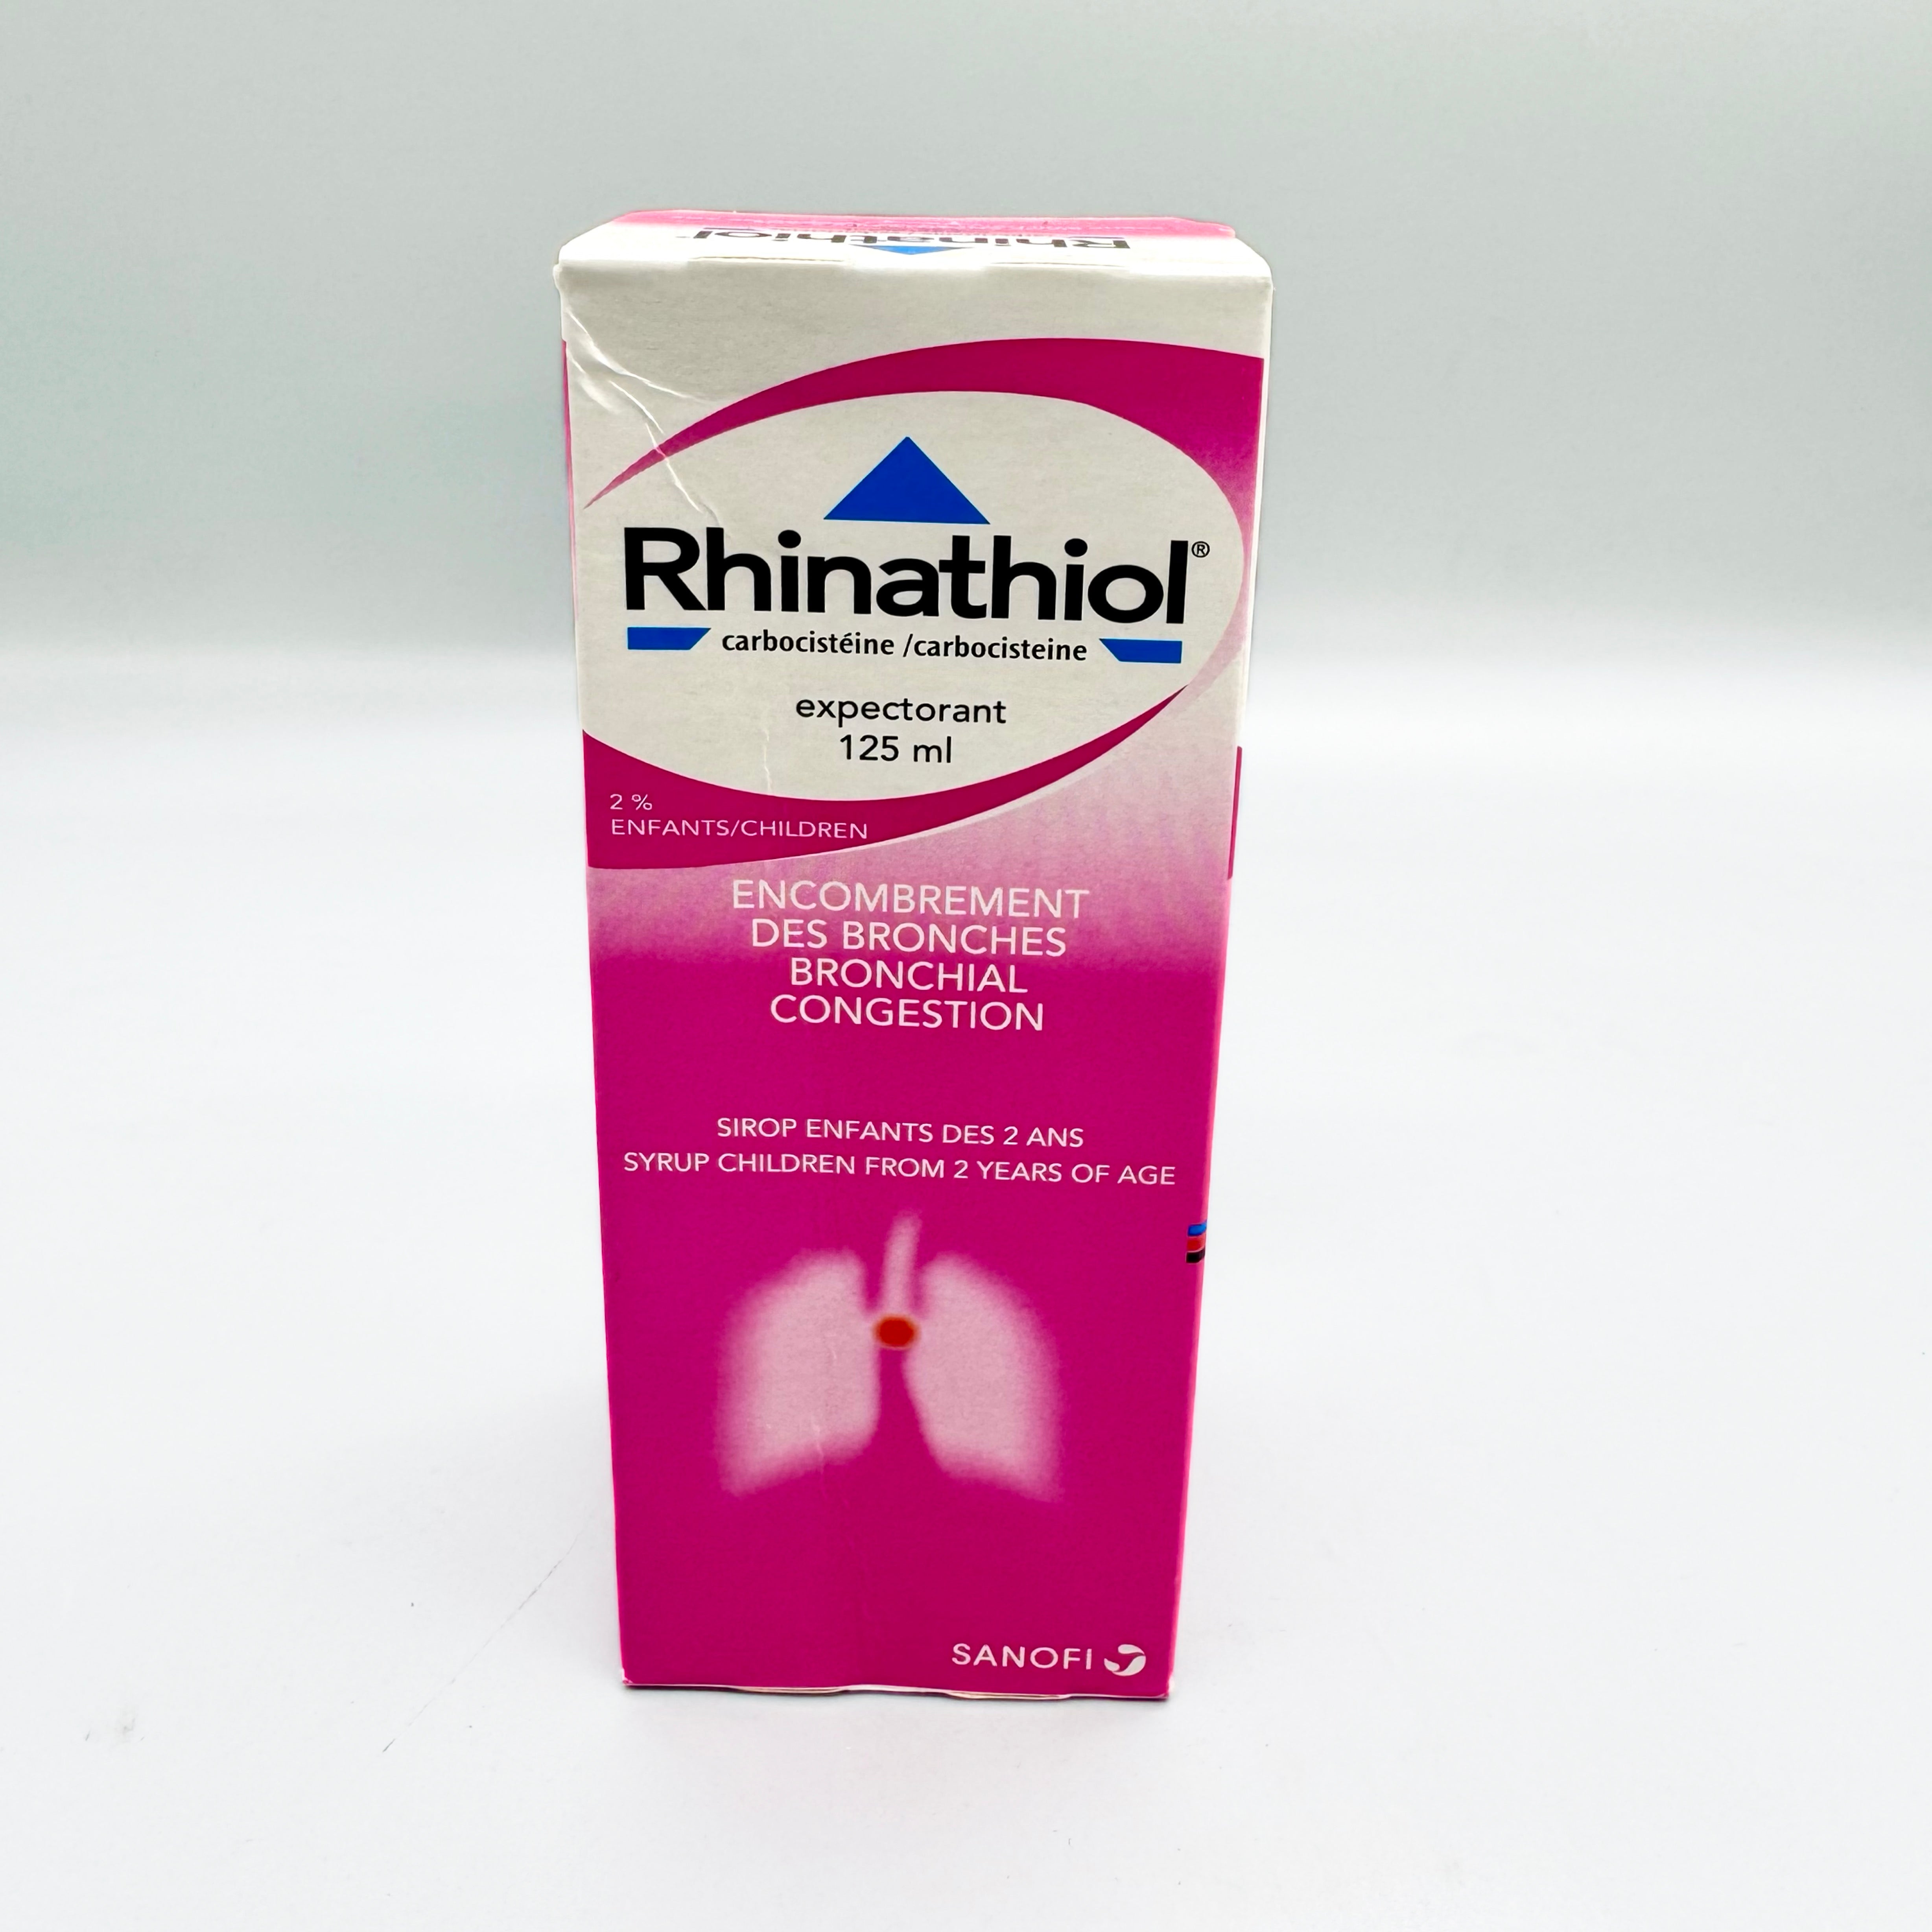 Rhinathiol
Rhinathiol®
carbocistéine /carbocisteine
expectorant
125 ml
2 %
ENFANTS/CHILDREN
ENCOMBREMENT
DES BRONCHES
BRONCHIAL
CONGESTION
SIROP ENFANTS DES 2 ANS
SYRUP CHILDREN FROM 2 YEARS OF AGE
SANOFI